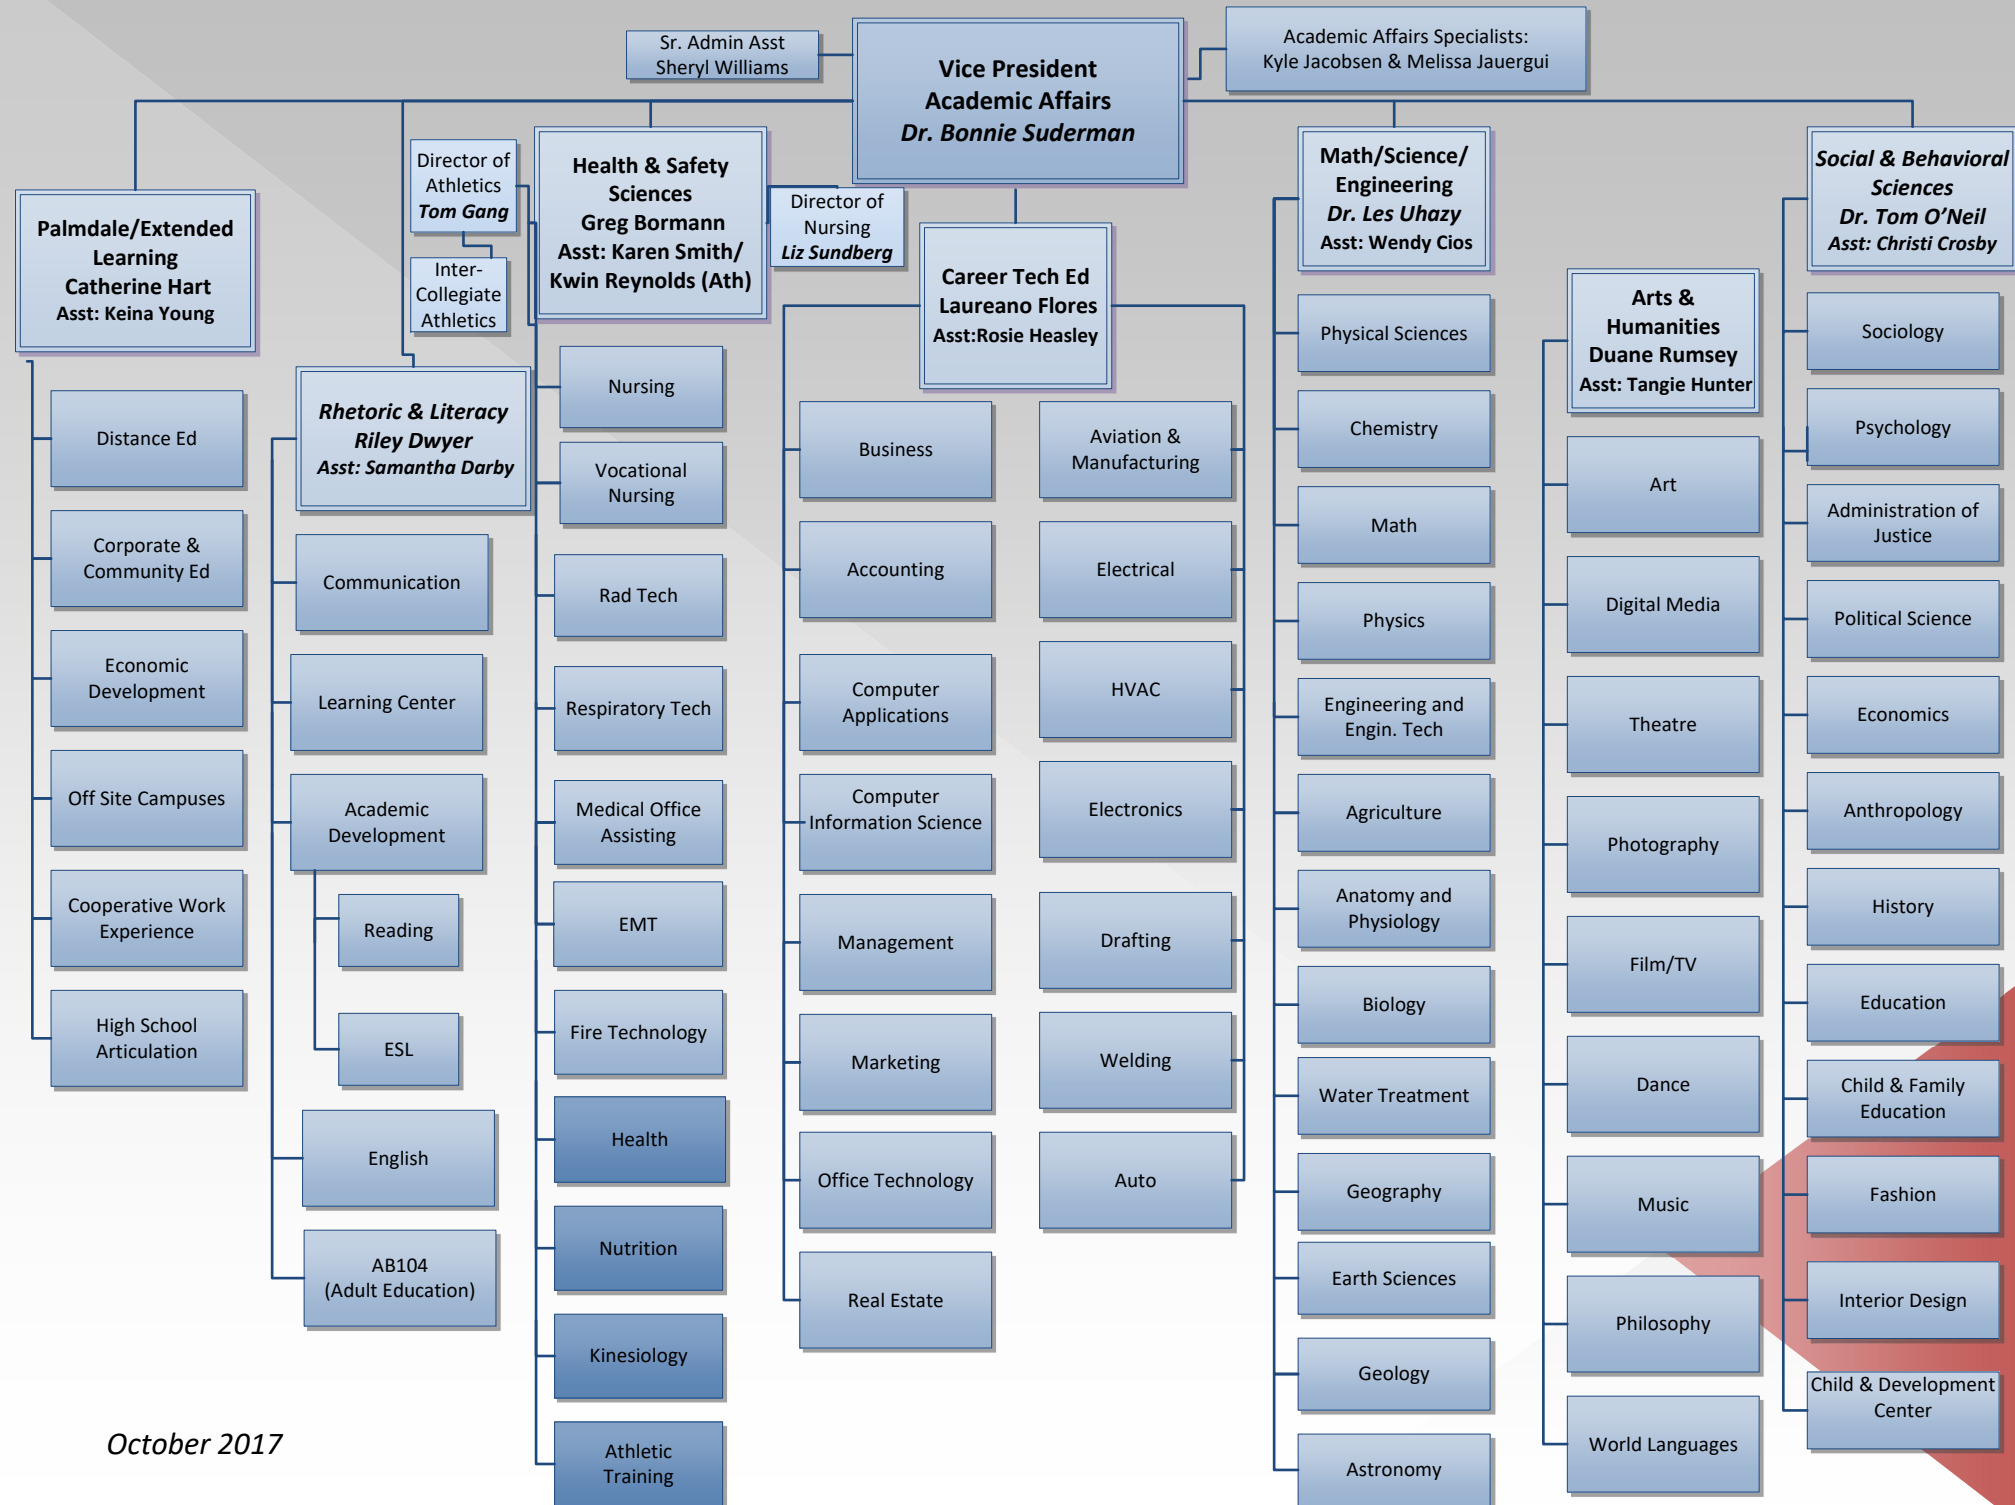 Sr. Admin Asst
Sheryl Williams
Vice President
Academic Affairs
Dr. Bonnie Suderman
Academic Affairs Specialists:
Kyle Jacobsen & Melissa Jauergui
Palmdale/Extended
Learning
Catherine Hart
Asst: Keina Young
Distance Ed
Corporate &
Community Ed
Economic
Development
Off Site Campuses
Cooperative Work
Experience
High School
Articulation
Rhetoric & Literacy
Riley Dwyer
Asst: Samantha Darby
Communication
Learning Center
Academic
Development
Reading
ESL
English
AB104
(Adult Education)
Director of
Athletics
Tom Gang
Inter-
Collegiate
Athletics
Health & Safety
Sciences
Greg Bormann
Asst: Karen Smith/
Kwin Reynolds (Ath)
Director of
Nursing
Liz Sundberg
Nursing
Vocational
Nursing
Rad Tech
Respiratory Tech
Medical Office
Assisting
EMT
Fire Technology
Health
Nutrition
Kinesiology
Athletic
Training
Career Tech Ed
Laureano Flores
Asst:Rosie Heasley
Business
Accounting
Computer
Applications
Computer
Information Science
Management
Marketing
Office Technology
Real Estate
Aviation &
Manufacturing
Electrical
HVAC
Electronics
Drafting
Welding
Auto
Math/Science/
Engineering
Dr. Les Uhazy
Asst: Wendy Cios
Physical Sciences
Chemistry
Math
Physics
Engineering and
Engin. Tech
Agriculture
Anatomy and
Physiology
Biology
Water Treatment
Geography
Earth Sciences
Geology
Astronomy
Arts &
Humanities
Duane Rumsey
Asst: Tangie Hunter
Art
Digital Media
Theatre
Photography
Film/TV
Dance
Music
Philosophy
World Languages
Social & Behavioral
Sciences
Dr. Tom O’Neil
Asst: Christi Crosby
Sociology
Psychology
Administration of
Justice
Political Science
Economics
Anthropology
History
Education
Child & Family
Education
Fashion
Interior Design
Child & Development
Center
October 2017